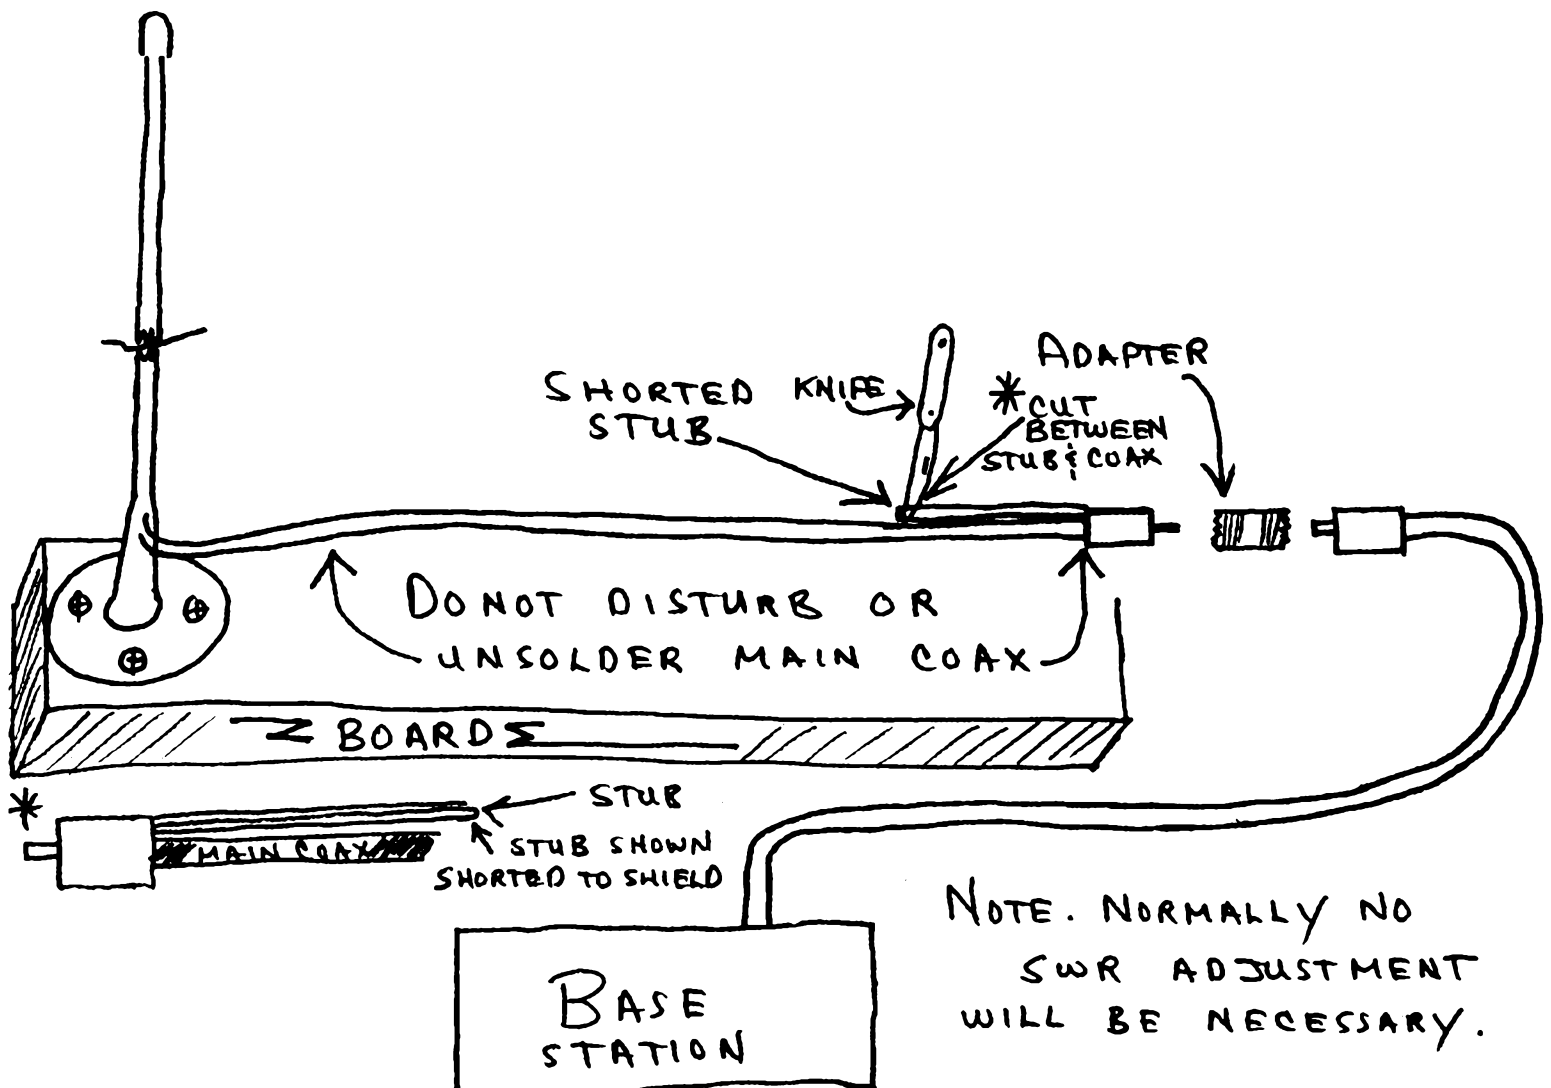 ADAPTER
SHORTED
STUB
KNIFE
* CUT
BETWEEN
STUB & COAX
DO NOT DISTURB OR
UNSOLDER MAIN COAX
BOARD
*
STUB
MAIN COAX
STUB SHOWN
SHORTED TO SHIELD
NOTE. NORMALLY NO
SWR ADJUSTMENT
WILL BE NECESSARY.
BASE
STATION